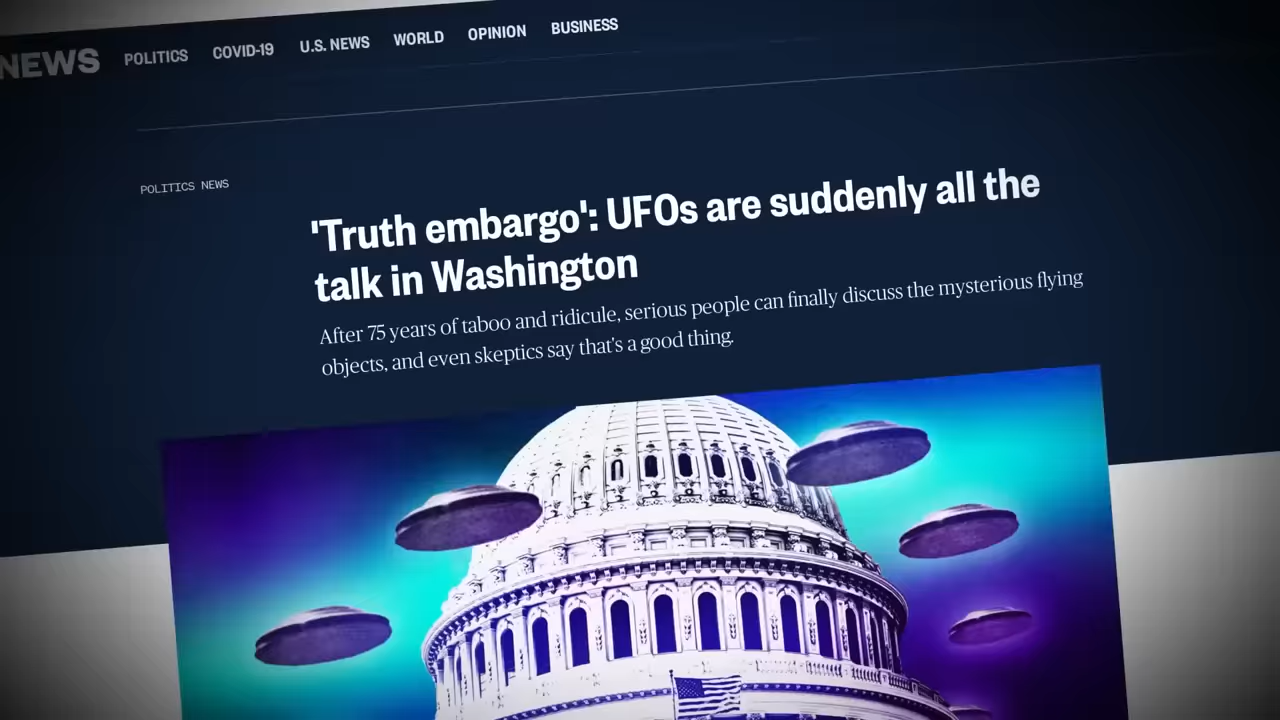 NEWS POLITICS COVID-19 U.S. NEWS WORLD OPINION BUSINESS
POLITICS NEWS
'Truth embargo': UFOs are suddenly all the
talk in Washington
After 75 years of taboo and ridicule, serious people can finally discuss the mysterious flying
objects, and even skeptics say that's a good thing.